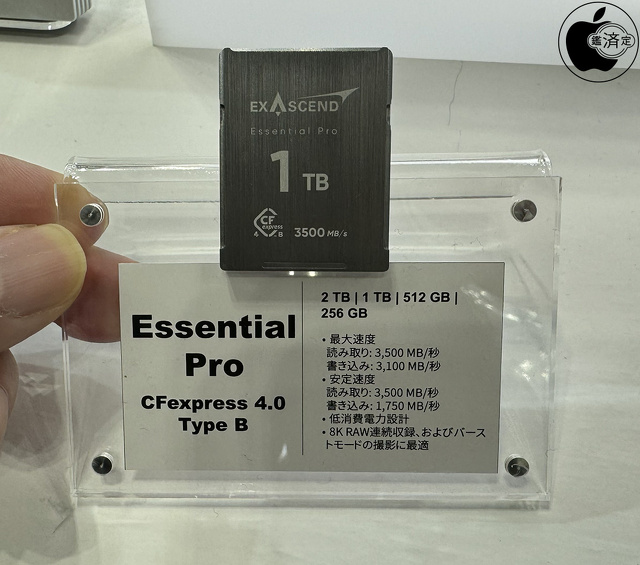 鑑済定
EXASCEND
Essential Pro
1 TB
CF
express
4 B
3500 MB/s
Essential
Pro
CFexpress 4.0
Type B
2 TB | 1 TB | 512 GB |
256 GB
• 最大速度
読み取り: 3,500 MB/秒
書き込み: 3,100 MB/秒
• 安定速度
読み取り: 3,500 MB/秒
書き込み: 1,750 MB/秒
• 低消費電力設計
• 8K RAW連続収録、およびバース
トモードの撮影に最適